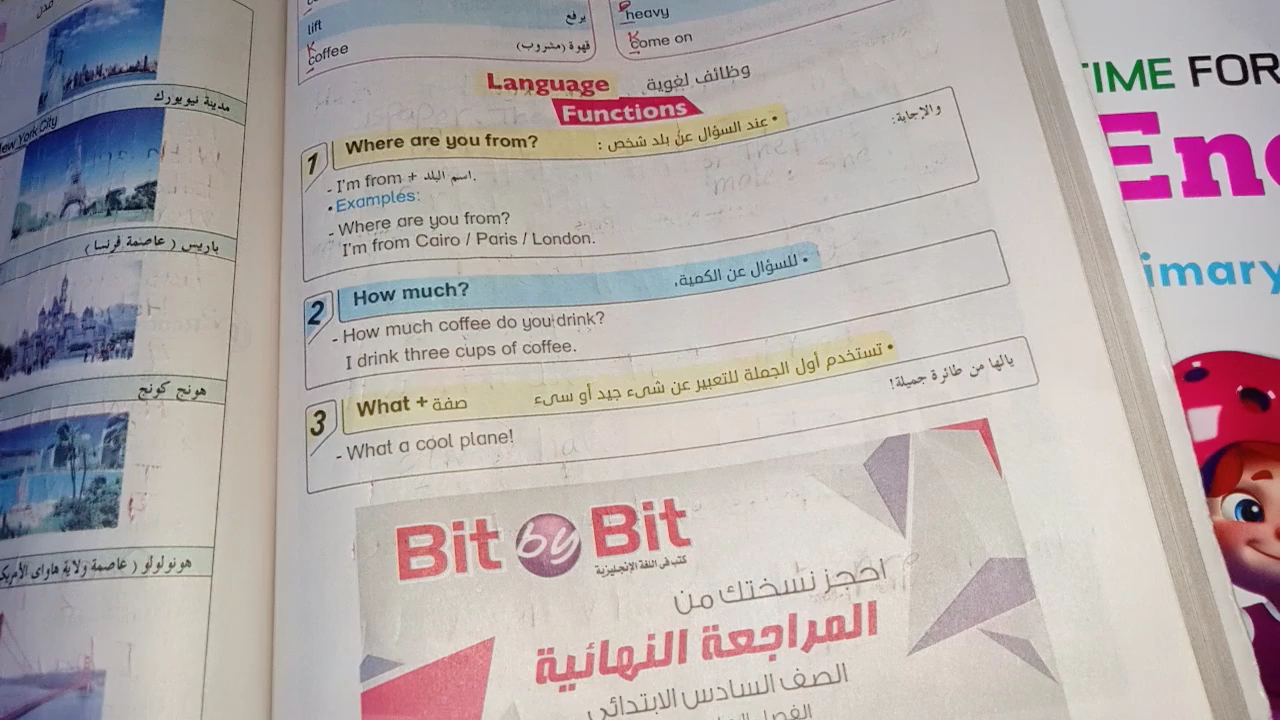 مدينة نيويورك
New York City
باريس ( عاصمة فرنسا )
هونج كونج
هونولولو ( عاصمة ولاية هاواى
lift يرفع
coffee قهوة (مشروب)
heavy
come on
Language وظائف لغوية
Functions
1 Where are you from? • عند السؤال عن بلد شخص :
والإجابة:
- I'm from + اسم البلد.
• Examples:
- Where are you from?
I'm from Cairo / Paris / London.
2 How much? • للسؤال عن الكمية.
- How much coffee do you drink?
I drink three cups of coffee.
3 What + صفة • تستخدم أول الجملة للتعبير عن شىء جيد أو سىء
- What a cool plane! يالها من طائرة جميلة!
Bit by Bit
كتب فى اللغة الإنجليزية
احجز نسختك من
المراجعة النهائية
الصف السادس الابتدائى
الفصل
TIME FOR
En
imary